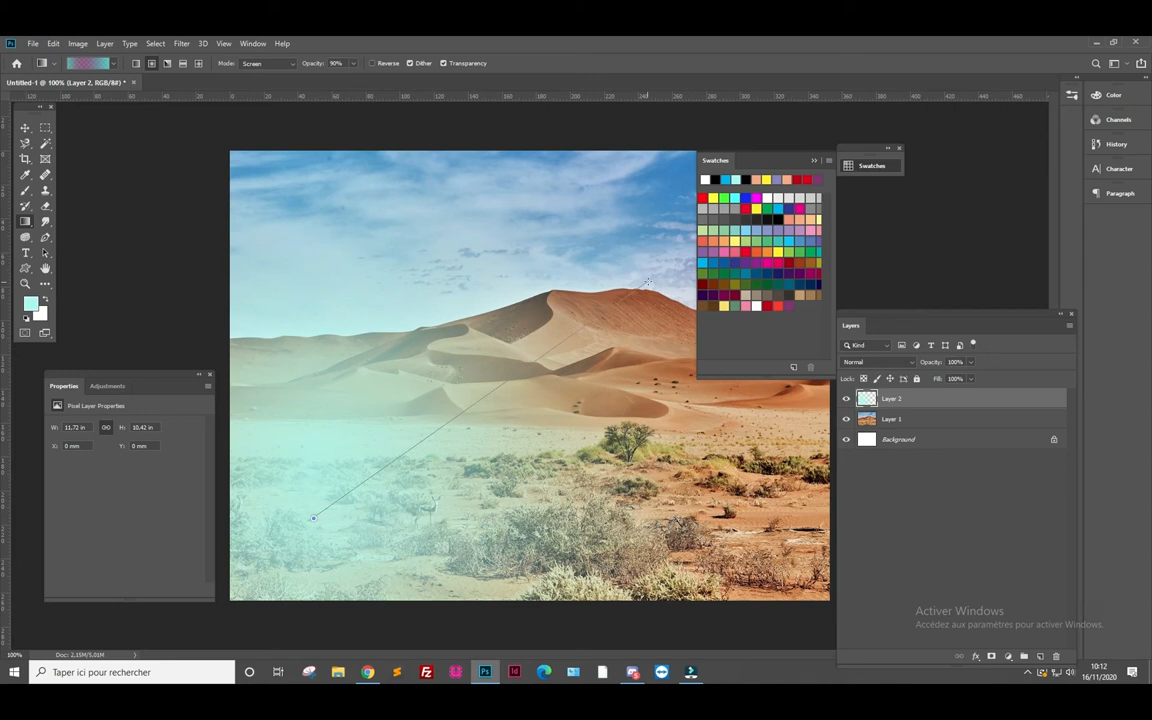 Ps File Edit Image Layer Type Select Filter 3D View Window Help
Mode: Screen Opacity: 90% Reverse Dither Transparency
Untitled-1 @ 100% (Layer 2, RGB/8#) *
Swatches
Swatches
Color
Channels
History
Character
Paragraph
Properties Adjustments
Pixel Layer Properties
W: 11,72 in H: 10,42 in
X: 0 mm Y: 0 mm
Layers
Kind
Normal Opacity: 100%
Lock: Fill: 100%
Layer 2
Layer 1
Background
Activer Windows
Accédez aux paramètres pour activer Windows.
100% Doc: 2,15M/5,01M
Taper ici pour rechercher
10:12
16/11/2020